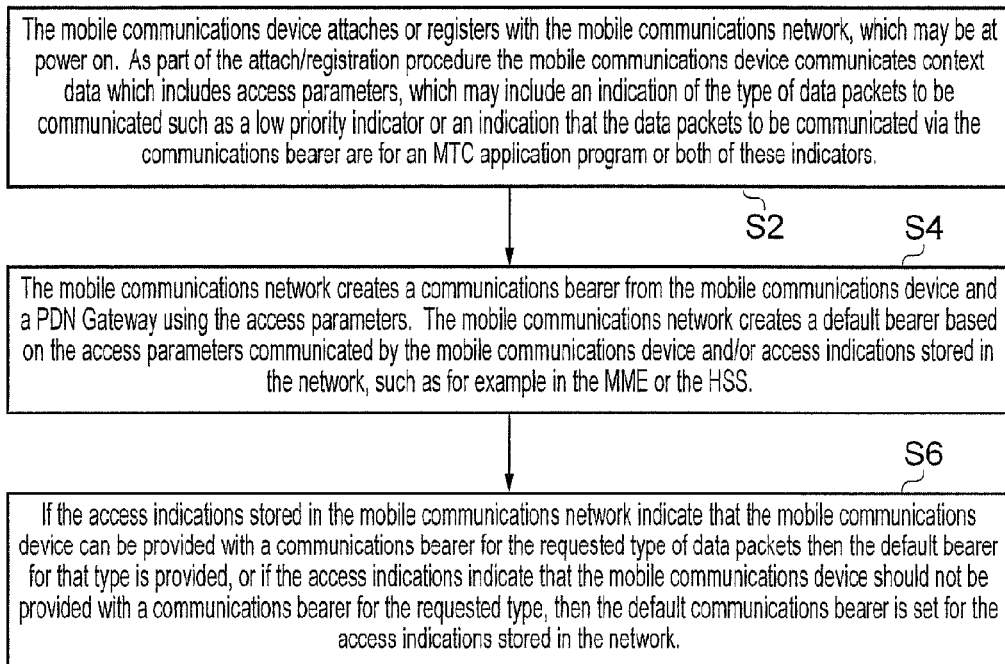 The mobile communications device attaches or registers with the mobile communications network, which may be at
power on. As part of the attach/registration procedure the mobile communications device communicates context
data which includes access parameters, which may include an indication of the type of data packets to be
communicated such as a low priority indicator or an indication that the data packets to be communicated via the
communications bearer are for an MTC application program or both of these indicators.
S2
S4
The mobile communications network creates a communications bearer from the mobile communications device and
a PDN Gateway using the access parameters. The mobile communications network creates a default bearer based
on the access parameters communicated by the mobile communications device and/or access indications stored in
the network, such as for example in the MME or the HSS.
S6
If the access indications stored in the mobile communications network indicate that the mobile communications
device can be provided with a communications bearer for the requested type of data packets then the default bearer
for that type is provided, or if the access indications indicate that the mobile communications device should not be
provided with a communications bearer for the requested type, then the default communications bearer is set for the
access indications stored in the network.